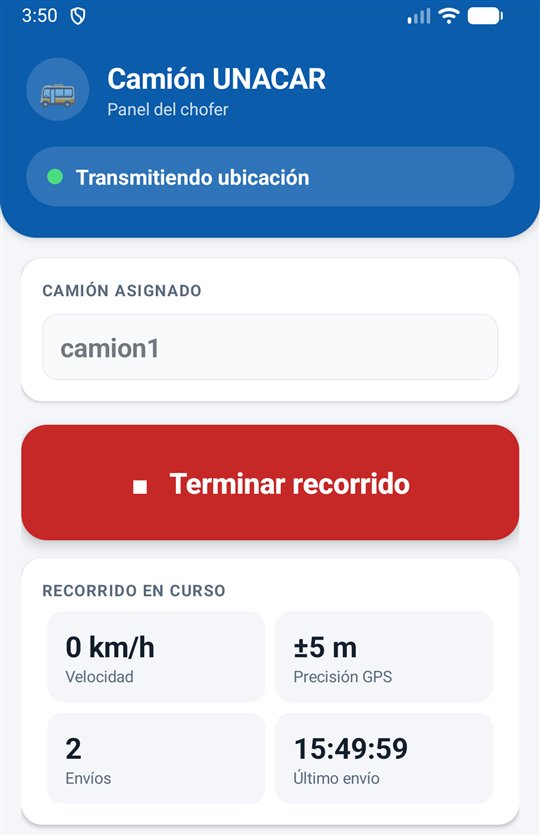 3:50
Camión UNACAR
Panel del chofer
Transmitiendo ubicación
CAMIÓN ASIGNADO
camion1
Terminar recorrido
RECORRIDO EN CURSO
0 km/h
±5 m
Velocidad
Precisión GPS
2
15:49:59
Envíos
Último envío